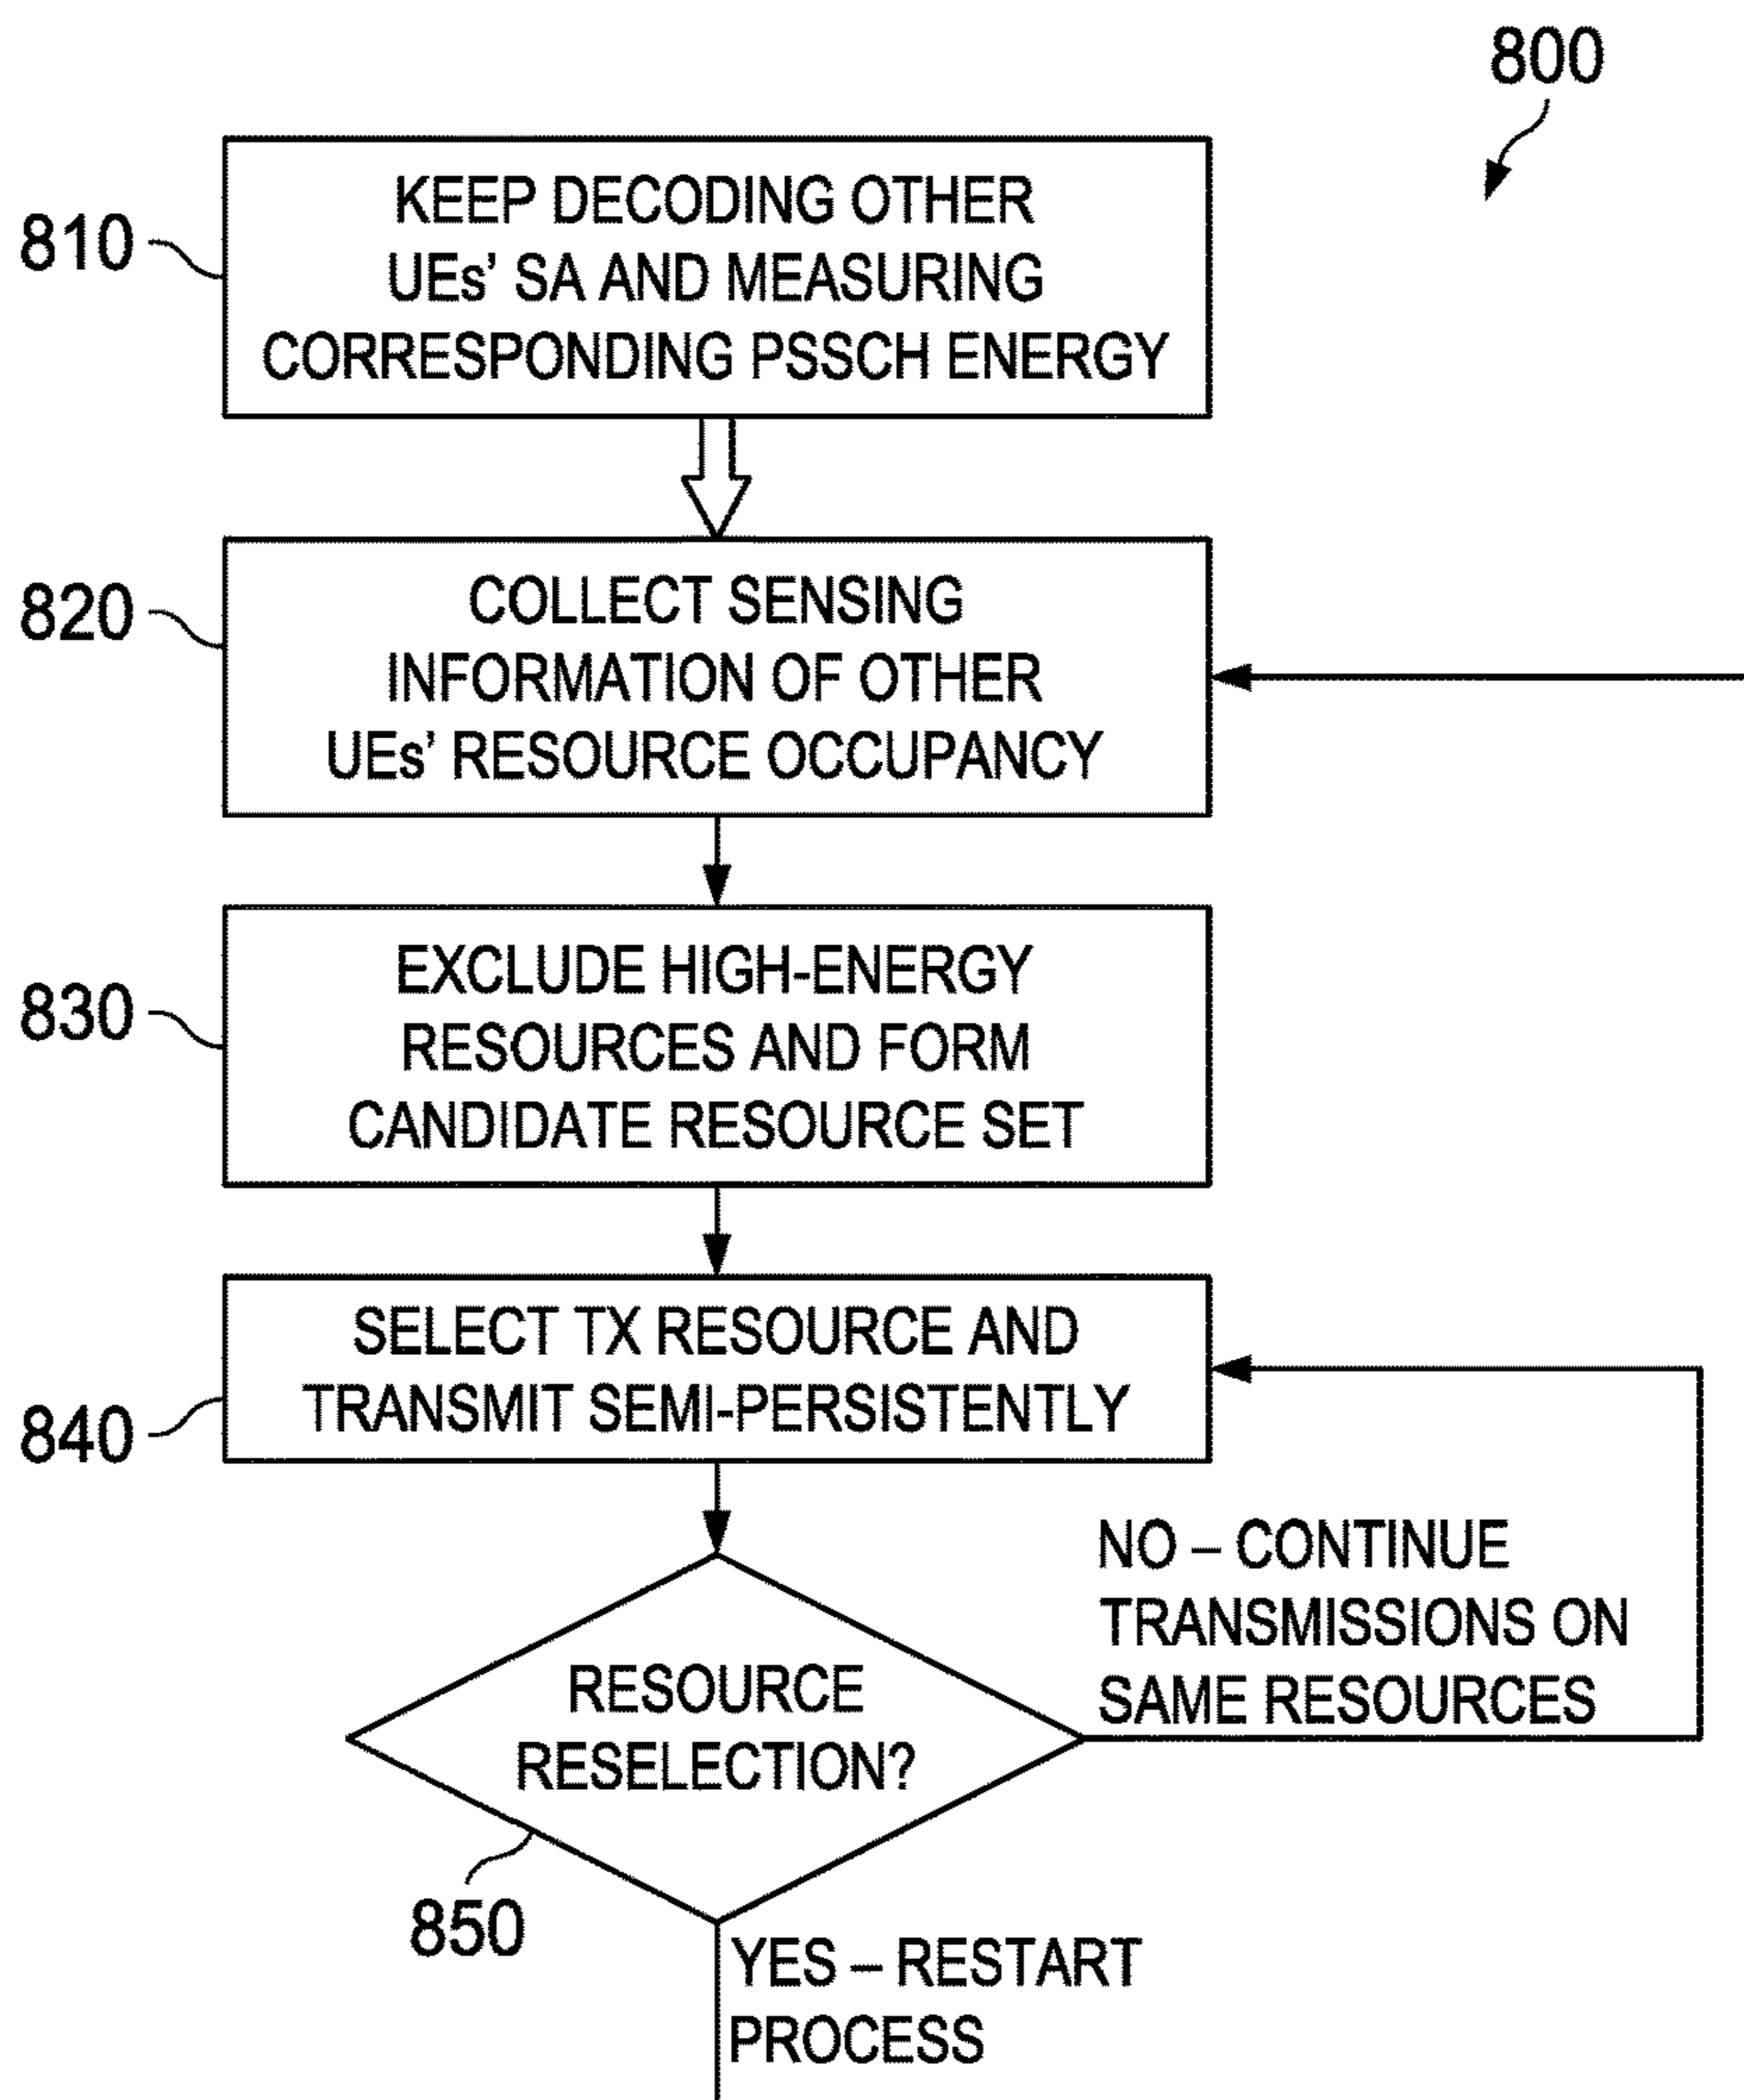 800
810
KEEP DECODING OTHER
UEs’ SA AND MEASURING
CORRESPONDING PSSCH ENERGY
820
COLLECT SENSING
INFORMATION OF OTHER
UEs’ RESOURCE OCCUPANCY
830
EXCLUDE HIGH-ENERGY
RESOURCES AND FORM
CANDIDATE RESOURCE SET
840
SELECT TX RESOURCE AND
TRANSMIT SEMI-PERSISTENTLY
NO – CONTINUE
TRANSMISSIONS ON
SAME RESOURCES
RESOURCE
RESELECTION?
850
YES – RESTART
PROCESS